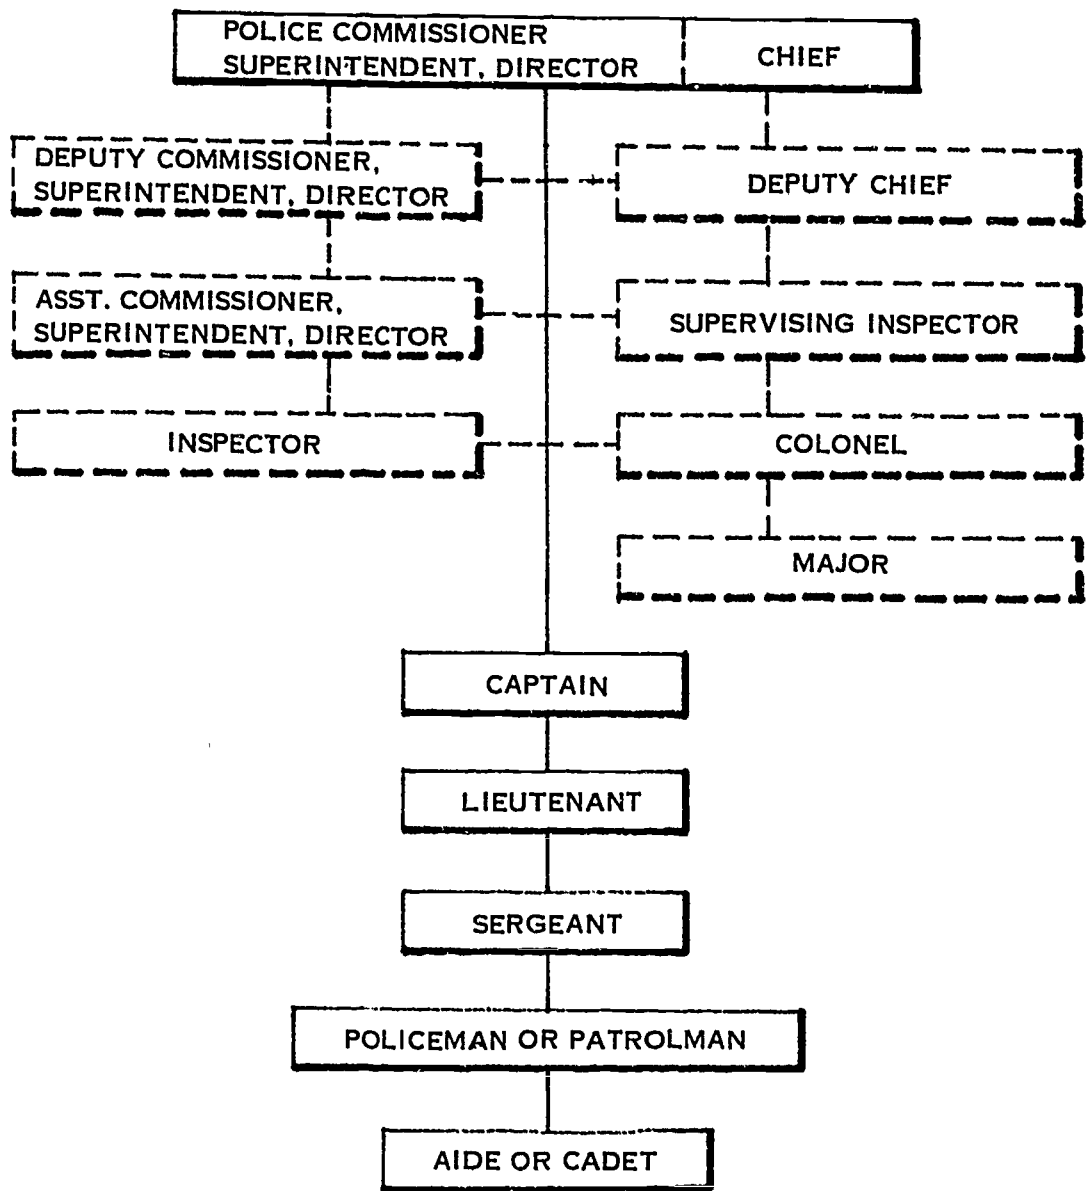 POLICE COMMISSIONER
SUPERINTENDENT, DIRECTOR
CHIEF
DEPUTY COMMISSIONER,
SUPERINTENDENT, DIRECTOR
DEPUTY CHIEF
ASST. COMMISSIONER,
SUPERINTENDENT, DIRECTOR
SUPERVISING INSPECTOR
INSPECTOR
COLONEL
MAJOR
CAPTAIN
LIEUTENANT
SERGEANT
POLICEMAN OR PATROLMAN
AIDE OR CADET